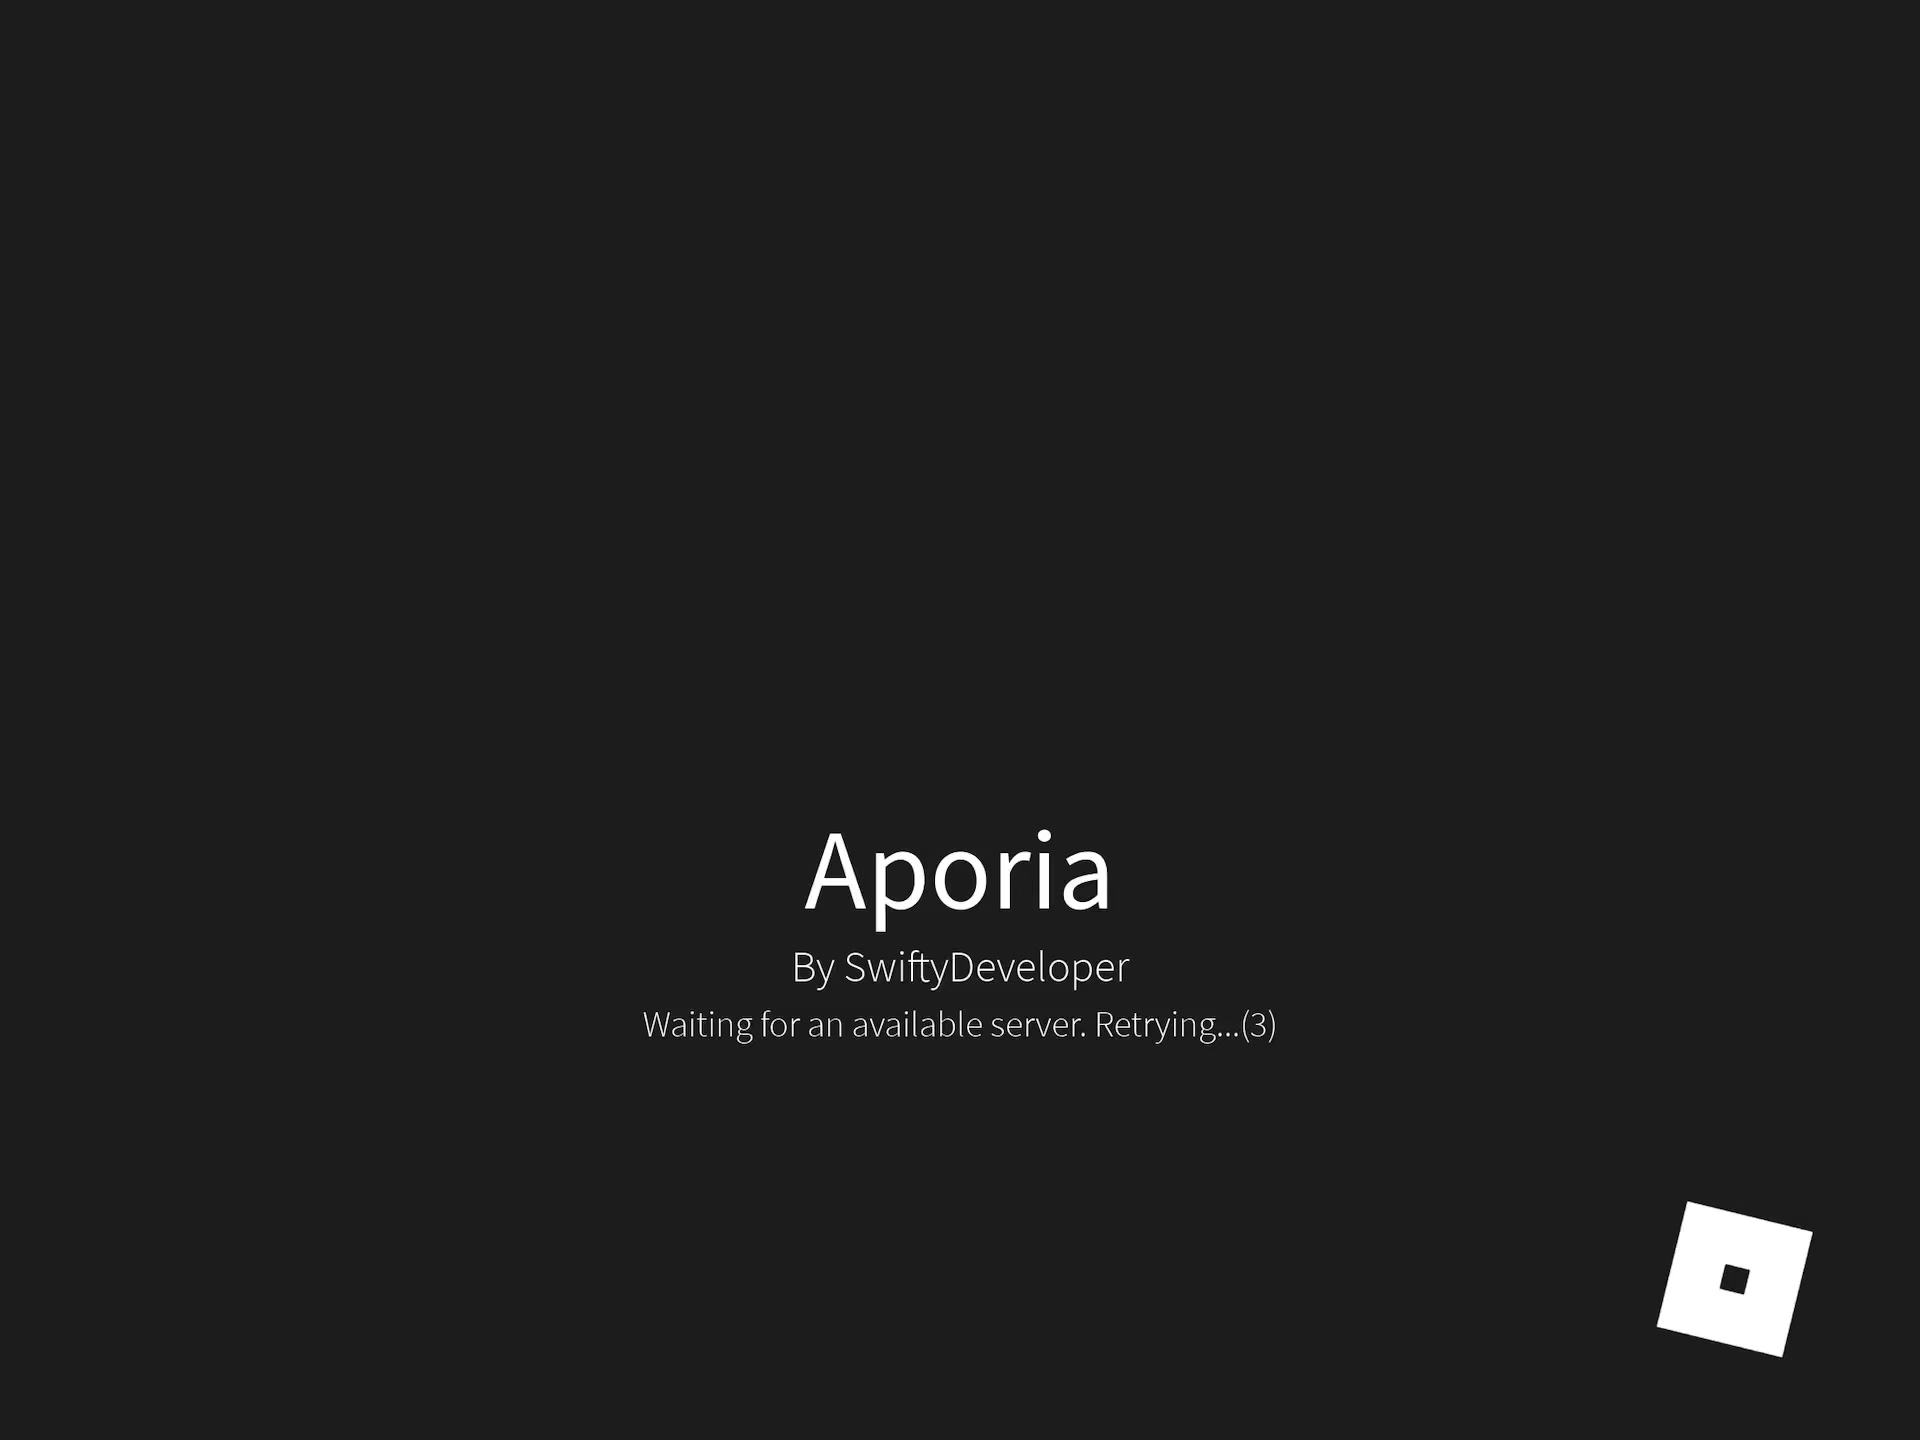 Aporia
By SwiftyDeveloper
Waiting for an available server. Retrying...(3)